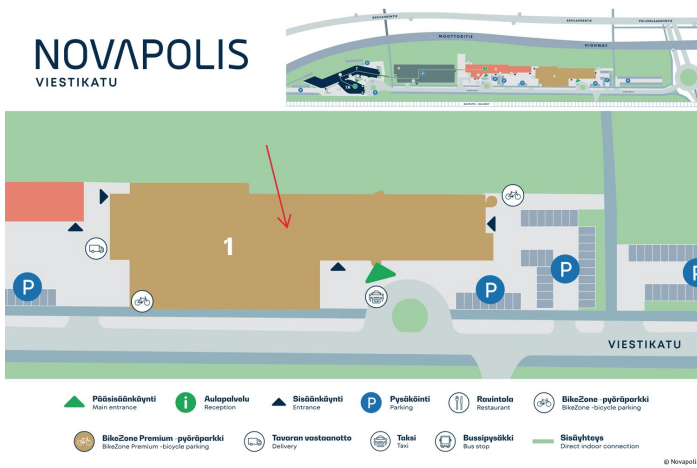 NOVAPOLIS
VIESTIKATU
MOOTTORITIE
HIGHWAY
1
P
P
P
P
VIESTIKATU
Pääsisäänkäynti
Main entrance
i
Aulapalvelu
Reception
Sisäänkäynti
Entrance
P
Pysäköinti
Parking
Ravintola
Restaurant
BikeZone -pyöräparkki
BikeZone -bicycle parking
BikeZone Premium -pyöräparkki
BikeZone Premium -bicycle parking
Tavaran vastaanotto
Delivery
Taksi
Taxi
Bussipysäkki
Bus stop
Sisäyhteys
Direct indoor connection
© Novapoli